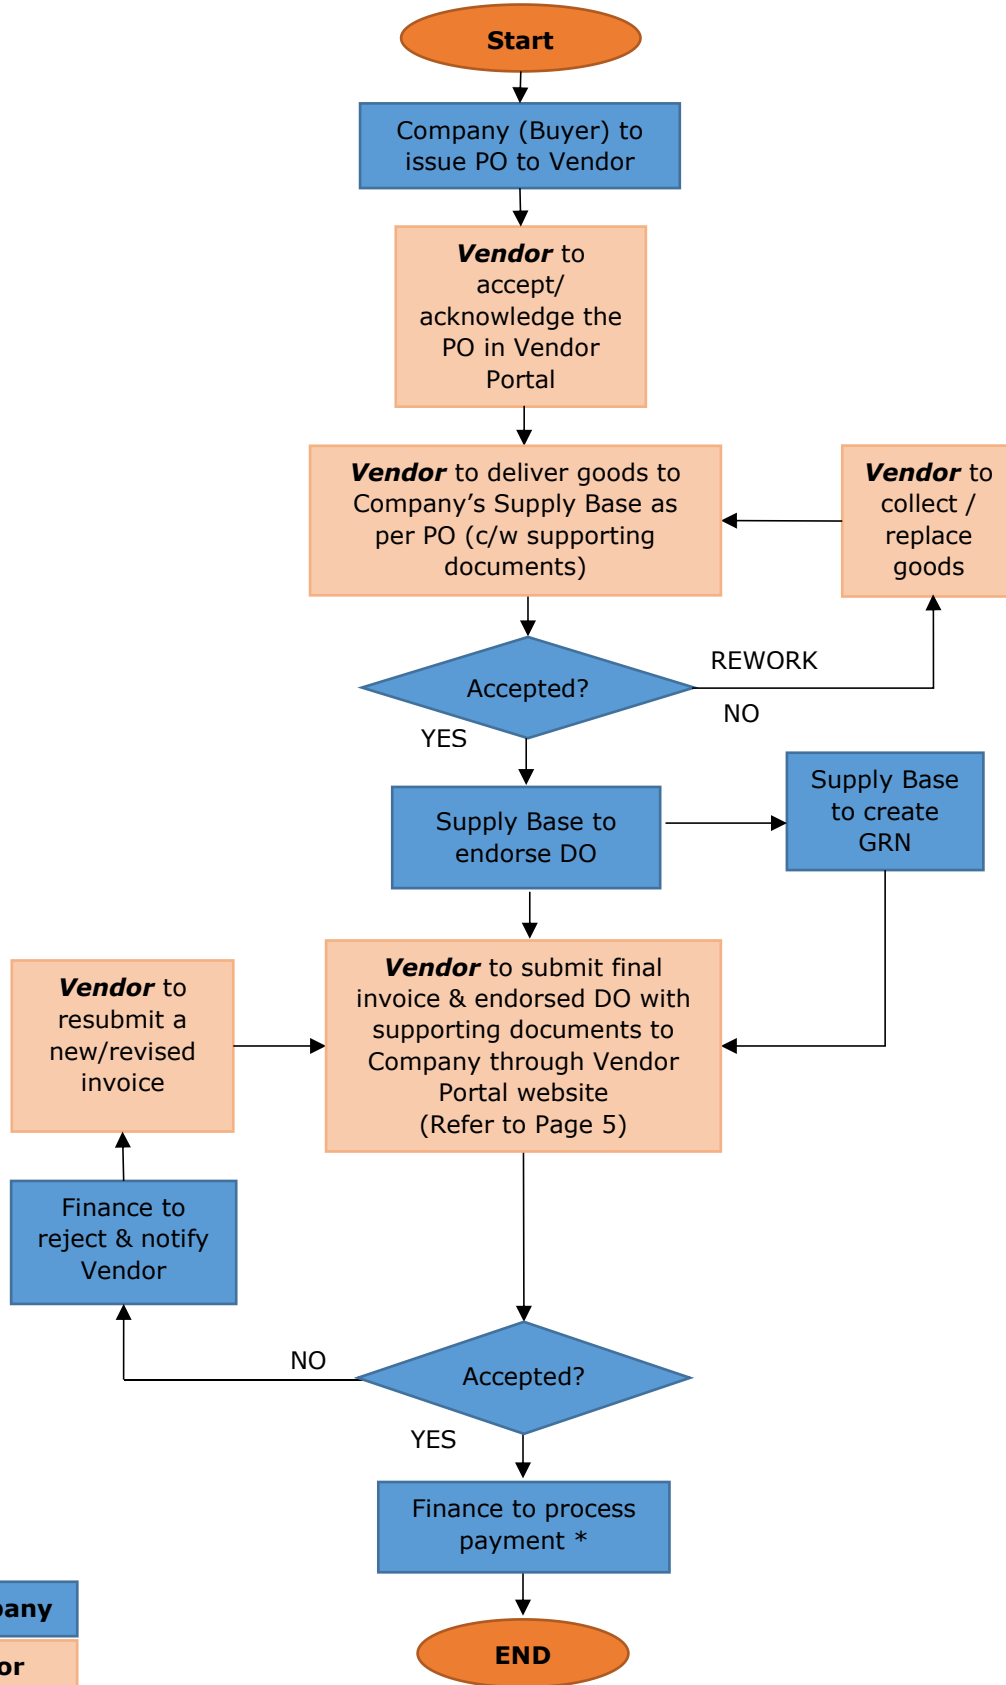 Start
Company (Buyer) to
issue PO to Vendor
Vendor to
accept/
acknowledge the
PO in Vendor
Portal
Vendor to deliver goods to
Company’s Supply Base as
per PO (c/w supporting
documents)
Vendor to
collect /
replace
goods
REWORK
Accepted?
NO
YES
Supply Base to
endorse DO
Supply Base
to create
GRN
Vendor to submit final
invoice & endorsed DO with
supporting documents to
Company through Vendor
Portal website
(Refer to Page 5)
Vendor to
resubmit a
new/revised
invoice
Finance to
reject & notify
Vendor
NO
Accepted?
YES
Finance to process
payment *
END